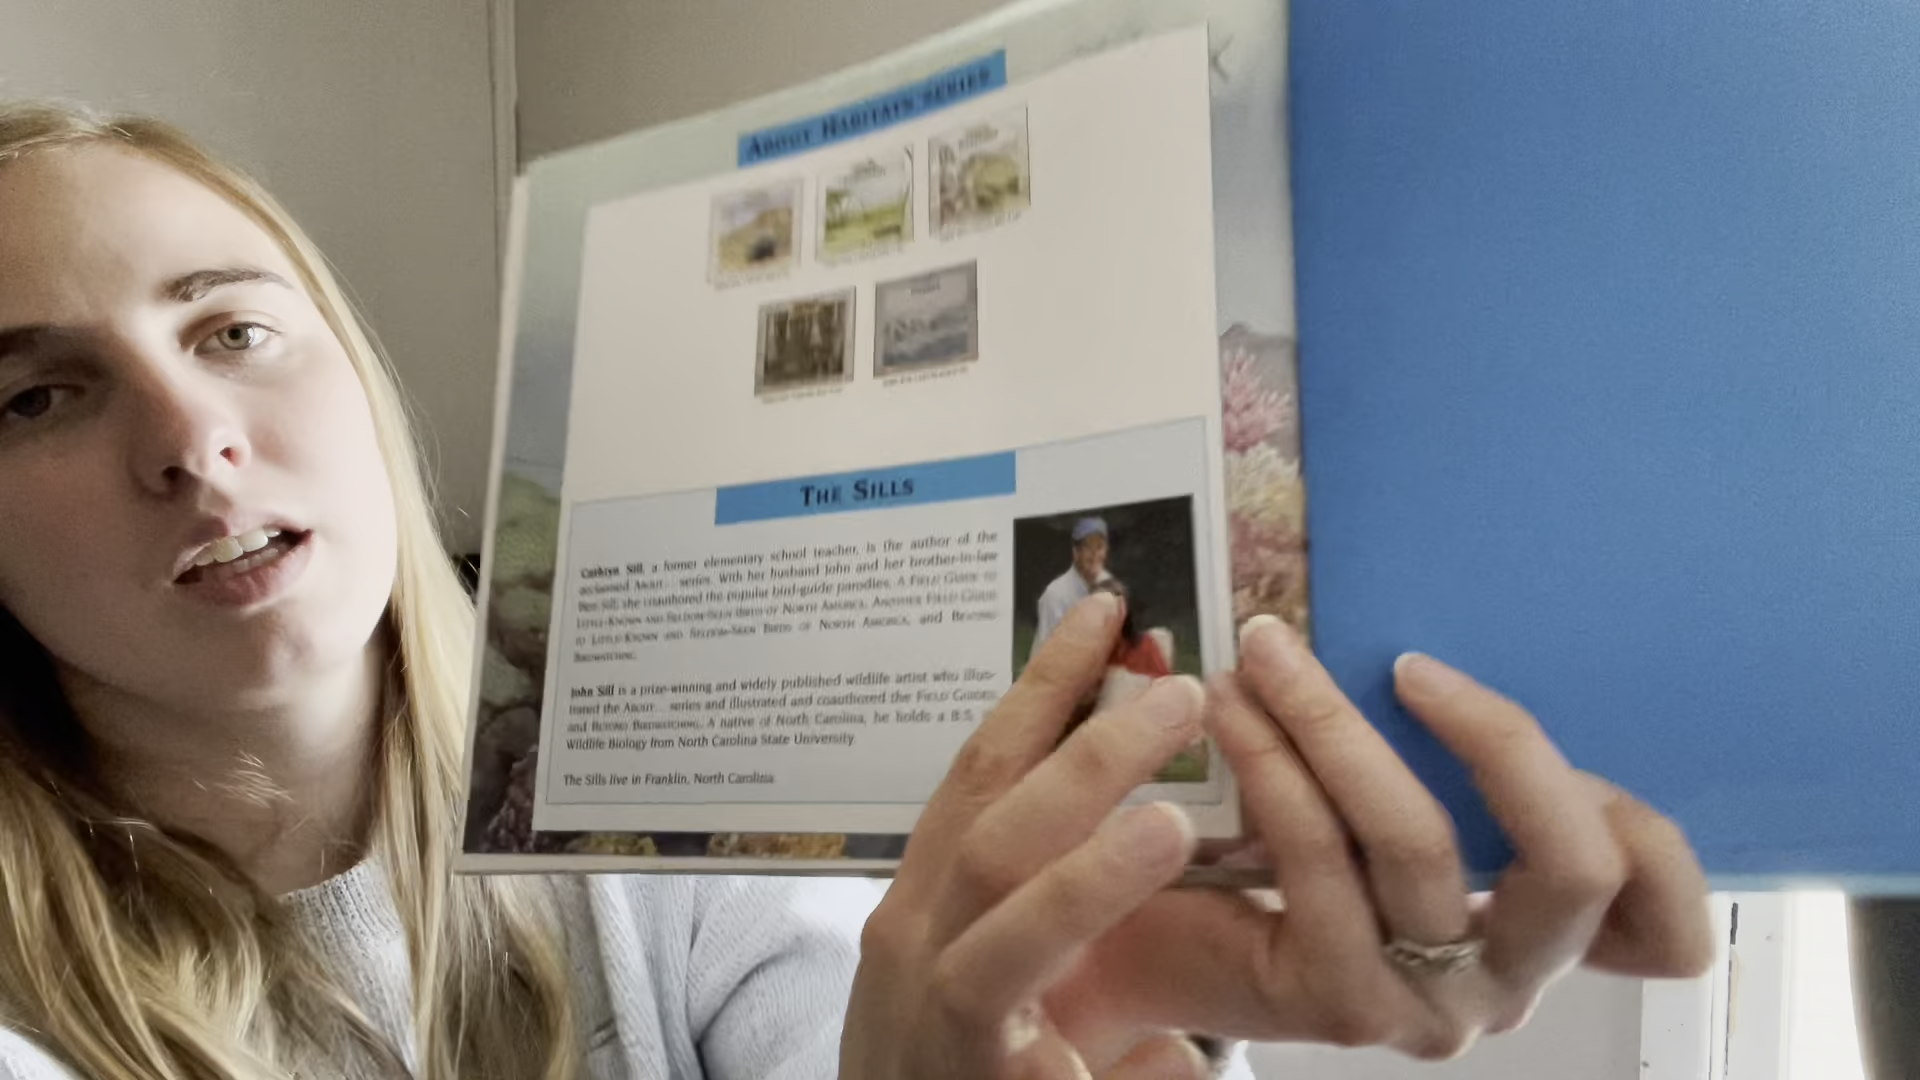 ABOUT HABITATS SERIES
THE SILLS
Cathryn Sill, a former elementary school teacher, is the author of the
acclaimed ABOUT... series. With her husband John and her brother-in-law
Ben Sill, she coauthored the popular bird-guide parodies, A FIELD GUIDE TO
LITTLE-KNOWN AND SELDOM-SEEN BIRDS OF NORTH AMERICA, ANOTHER FIELD GUIDE
TO LITTLE-KNOWN AND SELDOM-SEEN BIRDS OF NORTH AMERICA, and BEYOND
BIRDWATCHING.
John Sill is a prize-winning and widely published wildlife artist who illus-
trated the ABOUT... series and illustrated and coauthored the FIELD GUIDES
and BEYOND BIRDWATCHING. A native of North Carolina, he holds a B.S.
Wildlife Biology from North Carolina State University.
The Sills live in Franklin, North Carolina.